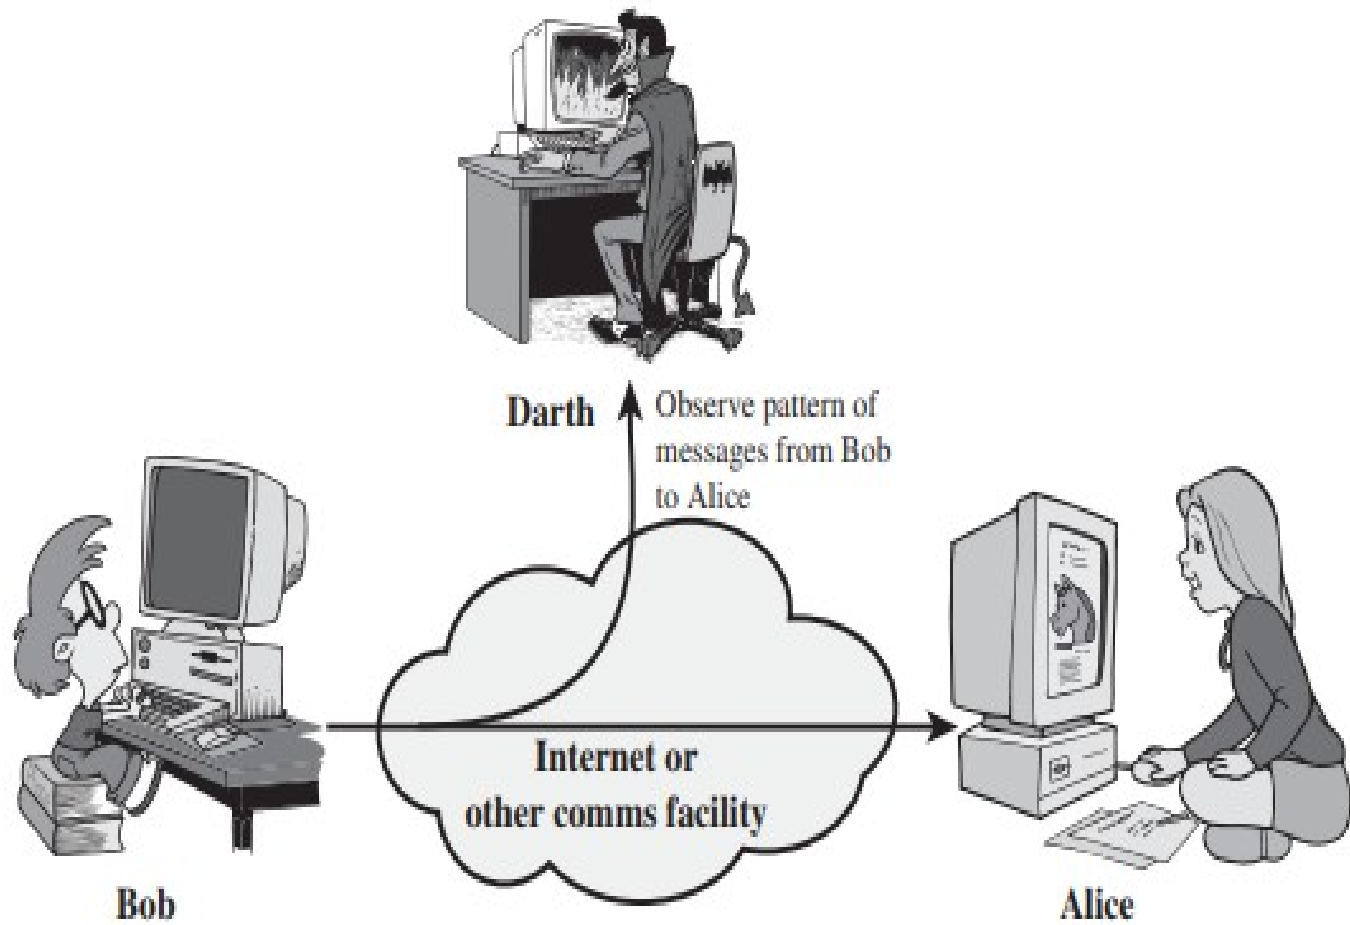 Darth
Observe pattern of
messages from Bob
to Alice
Internet or
other comms facility
Bob
Alice